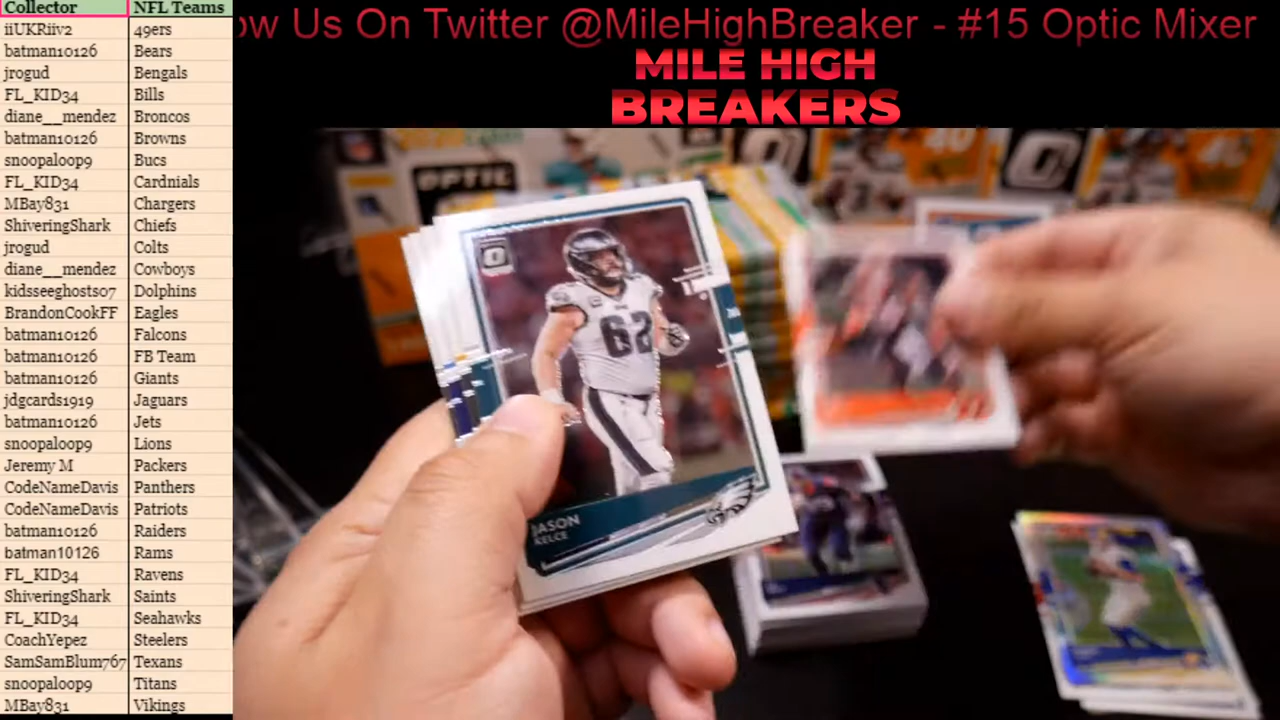 Collector NFL Teams
iiUKRiiv2 49ers
batman10126 Bears
jrogud Bengals
FL_KID34 Bills
diane__mendez Broncos
batman10126 Browns
snoopaloop9 Bucs
FL_KID34 Cardnials
MBay831 Chargers
ShiveringShark Chiefs
jrogud Colts
diane__mendez Cowboys
kidsseeghosts07 Dolphins
BrandonCookFF Eagles
batman10126 Falcons
batman10126 FB Team
batman10126 Giants
jdgcards1919 Jaguars
batman10126 Jets
snoopaloop9 Lions
Jeremy M Packers
CodeNameDavis Panthers
CodeNameDavis Patriots
batman10126 Raiders
batman10126 Rams
FL_KID34 Ravens
ShiveringShark Saints
FL_KID34 Seahawks
CoachYepez Steelers
SamSamBlum767 Texans
snoopaloop9 Titans
MBay831 Vikings
ow Us On Twitter @MileHighBreaker - #15 Optic Mixer
MILE HIGH
BREAKERS
OPTIC
62
JASON
KELCE